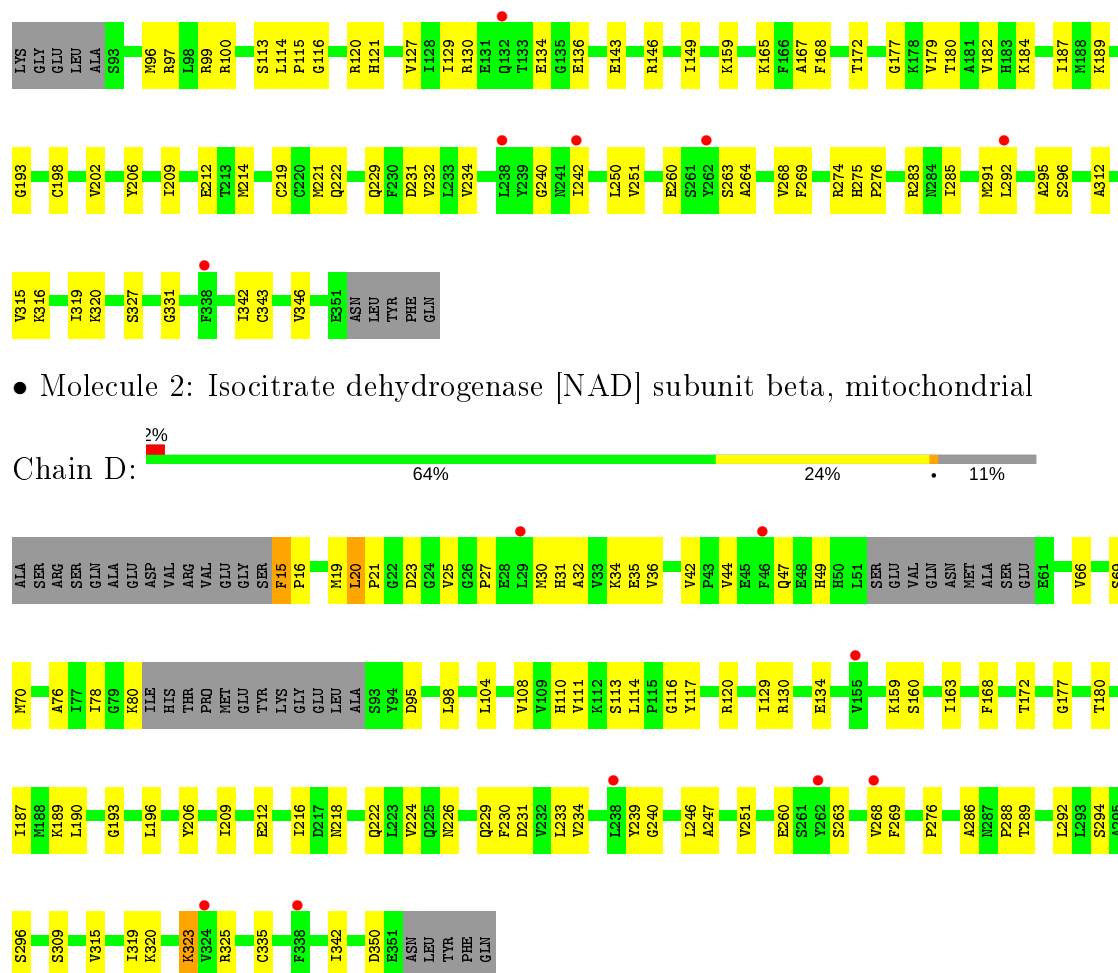 LYS GLY GLU LEU ALA S93 M96 R97 L98 R99 R100 S113 L114 P115 G116 R120 H121 V127 I128 I129 R130 E131 Q132 T133 E134 G135 E136 E143 R146 I149 K159 K165 F166 A167 F168 T172 G177 K178 V179 T180 A181 V182 H183 K184 I187 M188 K189
G193 C198 V202 Y206 I209 E212 T213 M214 C219 C220 M221 Q222 Q229 F230 D231 V232 L233 V234 L238 Y239 G240 N241 I242 L250 V251 E260 S261 Y262 S263 A264 V268 F269 R274 H275 P276 R283 N284 I285 M291 L292 A295 S296 A312
V315 K316 I319 K320 S327 G331 F338 I342 C343 V346 E351 ASN LEU TYR PHE GLN
• Molecule 2: Isocitrate dehydrogenase [NAD] subunit beta, mitochondrial
2%
Chain D:
64% 24% • 11%
ALA SER ARG SER GLN ALA GLU ASP VAL ARG VAL GLU GLY SER F15 P16 M19 L20 P21 G22 D23 G24 V25 G26 P27 E28 L29 M30 H31 A32 V33 K34 E35 V36 V42 P43 V44 E45 F46 Q47 E48 H49 H50 L51 SER GLU VAL GLN ASN MET ALA SER GLU E61 V66 S69
M70 A76 I77 I78 G79 K80 ILE HIS THR PRO MET GLU TYR LYS GLY GLU LEU ALA S93 Y94 D95 L98 L104 V108 V109 H110 V111 K112 S113 L114 P115 G116 Y117 R120 I129 R130 E134 V155 K159 S160 I163 F168 T172 G177 T180
I187 M188 K189 L190 G193 L196 Y206 I209 E212 I216 D217 N218 Q222 L223 V224 Q225 N226 Q229 F230 D231 V232 L233 V234 L238 Y239 G240 L246 A247 V251 E260 S261 Y262 S263 V268 F269 P276 A286 N287 P288 T289 L292 L293 S294 A295
S296 S309 V315 I319 K320 K323 V324 R325 C335 F338 I342 D350 E351 ASN LEU TYR PHE GLN